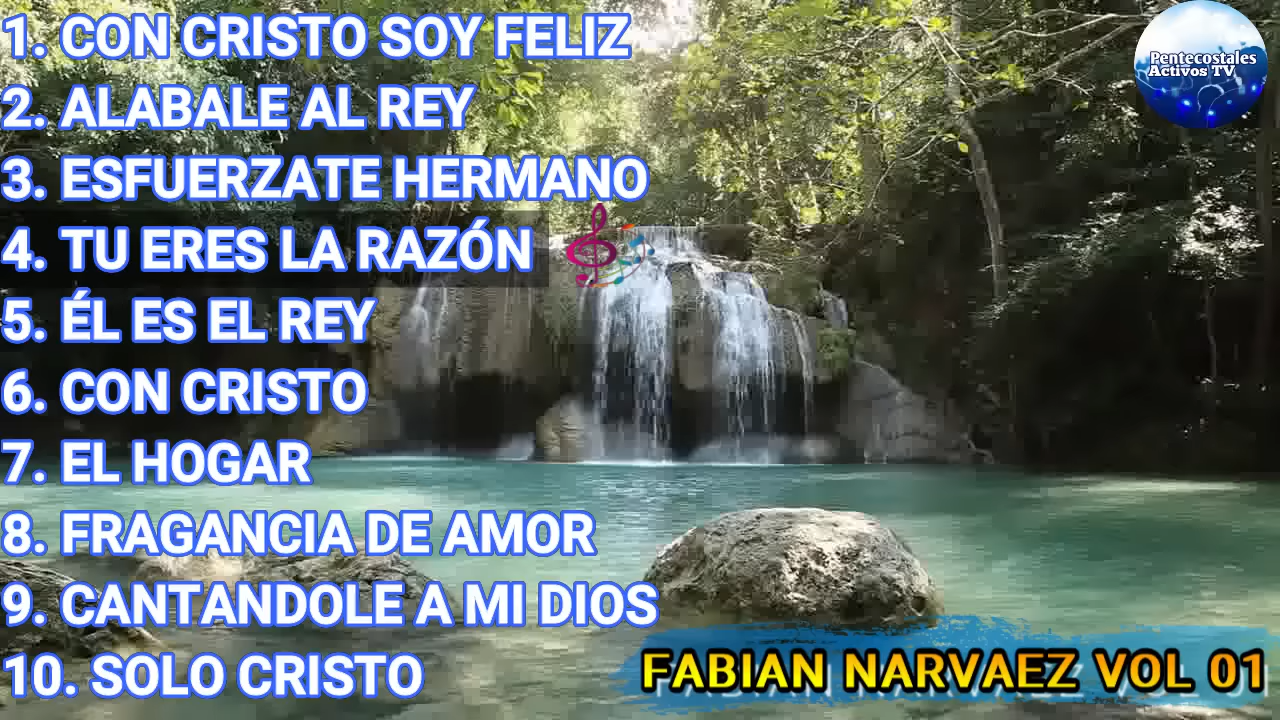 1. CON CRISTO SOY FELIZ
2. ALABALE AL REY
3. ESFUERZATE HERMANO
4. TU ERES LA RAZÓN
5. ÉL ES EL REY
6. CON CRISTO
7. EL HOGAR
8. FRAGANCIA DE AMOR
9. CANTANDOLE A MI DIOS
10. SOLO CRISTO
Pentecostales
Activos TV
FABIAN NARVAEZ VOL 01